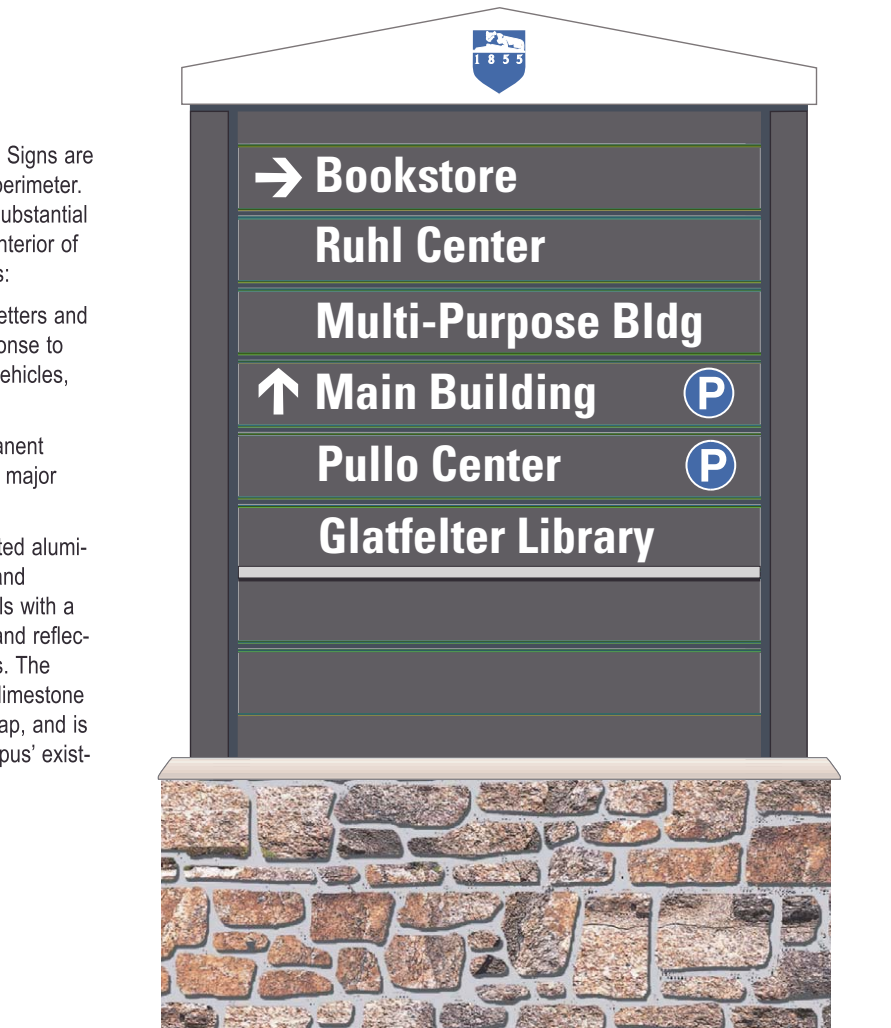 Signs are
perimeter.
substantial
nterior of
s:
etters and
onse to
ehicles,
anent
major
ted alumi-
and
ls with a
and reflec-
s. The
limestone
ap, and is
pus’ exist-
1855
→ Bookstore
Ruhl Center
Multi-Purpose Bldg
↑ Main Building P
Pullo Center P
Glatfelter Library